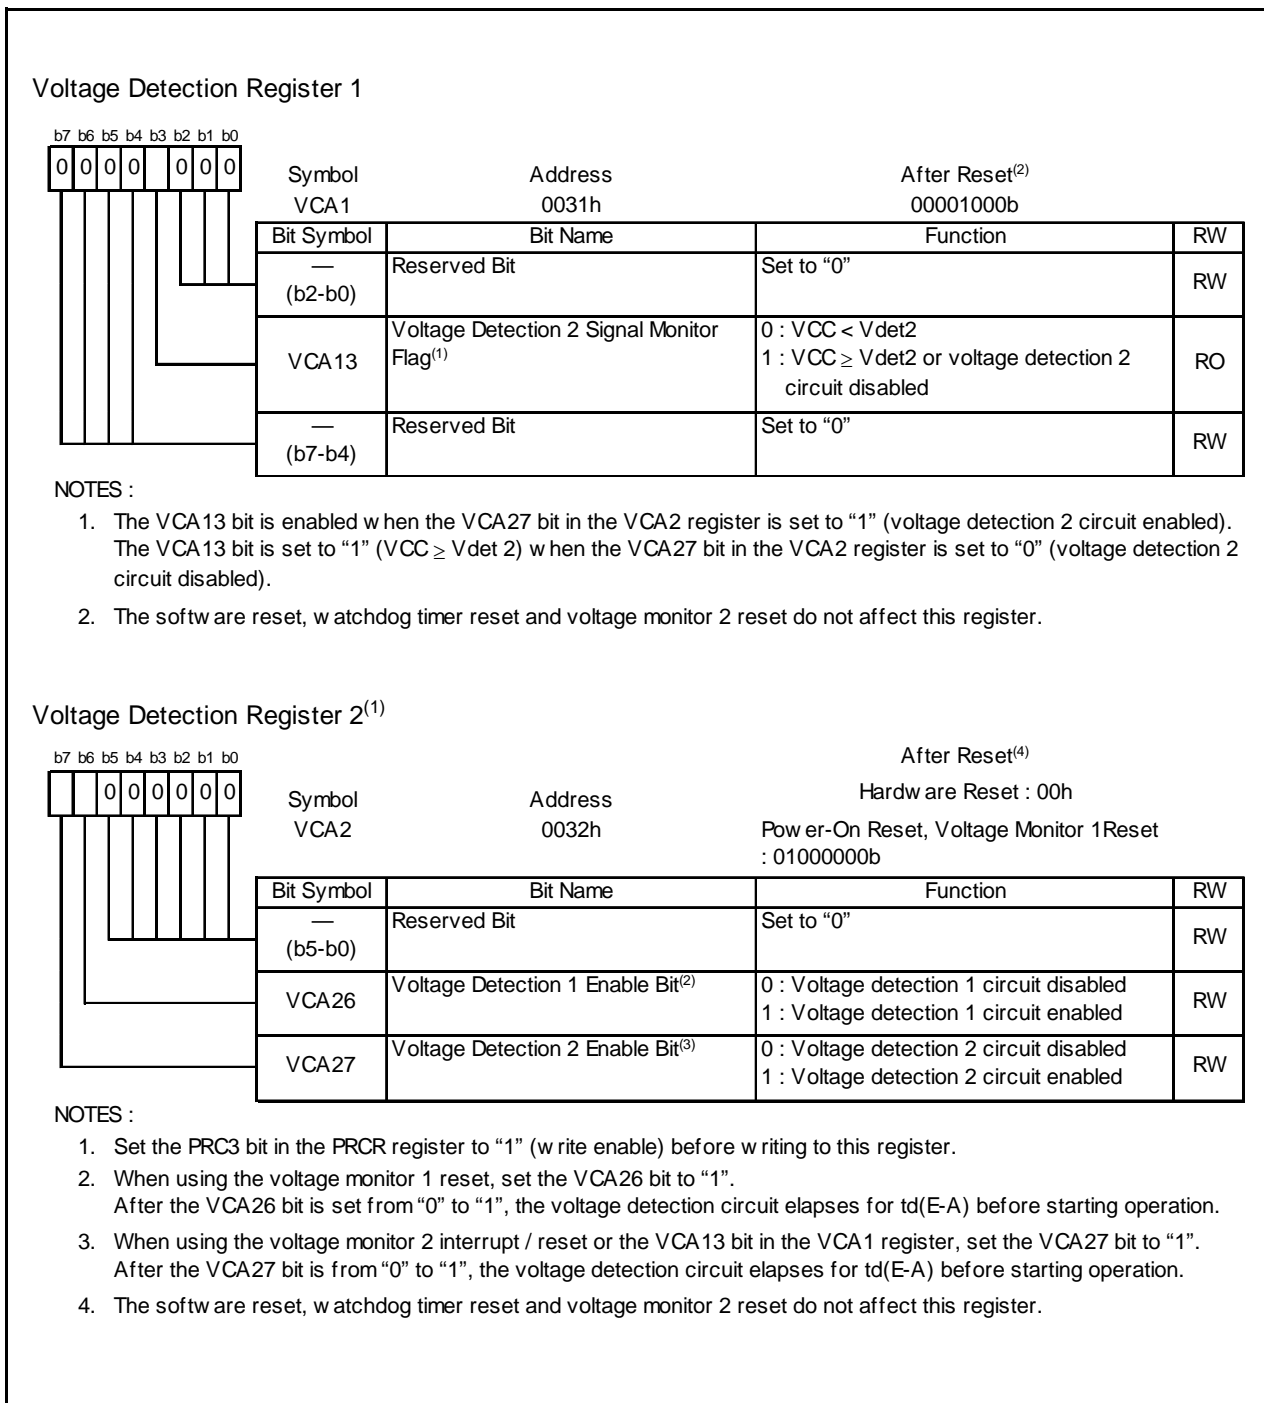 Voltage Detection Register 1
b7 b6 b5 b4 b3 b2 b1 b0
0 0 0 0 0 0 0
Symbol Address After Reset(2)
VCA1 0031h 00001000b
Bit Symbol Bit Name Function RW
— (b2-b0) Reserved Bit Set to “0” RW
VCA13 Voltage Detection 2 Signal Monitor Flag(1) 0 : VCC < Vdet2 RO
1 : VCC ≥ Vdet2 or voltage detection 2
circuit disabled
— (b7-b4) Reserved Bit Set to “0” RW
NOTES :
1. The VCA13 bit is enabled when the VCA27 bit in the VCA2 register is set to “1” (voltage detection 2 circuit enabled).
The VCA13 bit is set to “1” (VCC ≥ Vdet 2) when the VCA27 bit in the VCA2 register is set to “0” (voltage detection 2
circuit disabled).
2. The software reset, watchdog timer reset and voltage monitor 2 reset do not affect this register.
Voltage Detection Register 2(1)
b7 b6 b5 b4 b3 b2 b1 b0
0 0 0 0 0 0
After Reset(4)
Symbol Address Hardware Reset : 00h
VCA2 0032h Power-On Reset, Voltage Monitor 1Reset
: 01000000b
Bit Symbol Bit Name Function RW
— (b5-b0) Reserved Bit Set to “0” RW
VCA26 Voltage Detection 1 Enable Bit(2) 0 : Voltage detection 1 circuit disabled RW
1 : Voltage detection 1 circuit enabled
VCA27 Voltage Detection 2 Enable Bit(3) 0 : Voltage detection 2 circuit disabled RW
1 : Voltage detection 2 circuit enabled
NOTES :
1. Set the PRC3 bit in the PRCR register to “1” (write enable) before writing to this register.
2. When using the voltage monitor 1 reset, set the VCA26 bit to “1”.
After the VCA26 bit is set from “0” to “1”, the voltage detection circuit elapses for td(E-A) before starting operation.
3. When using the voltage monitor 2 interrupt / reset or the VCA13 bit in the VCA1 register, set the VCA27 bit to “1”.
After the VCA27 bit is from “0” to “1”, the voltage detection circuit elapses for td(E-A) before starting operation.
4. The software reset, watchdog timer reset and voltage monitor 2 reset do not affect this register.